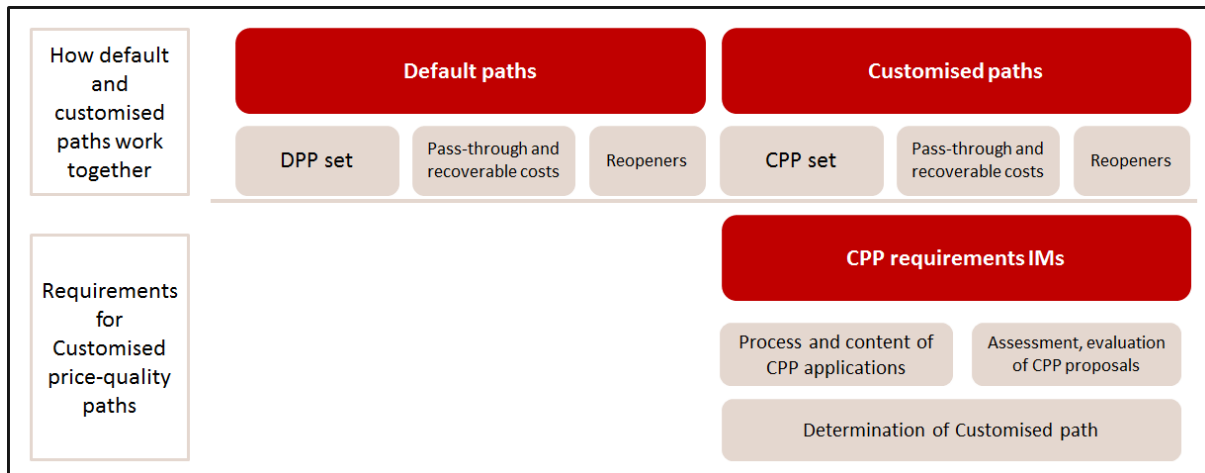 How default
and
customised
paths work
together
Default paths
Customised paths
DPP set
Pass-through and
recoverable costs
Reopeners
CPP set
Pass-through and
recoverable costs
Reopeners
Requirements
for
Customised
price-quality
paths
CPP requirements IMs
Process and content of
CPP applications
Assessment, evaluation
of CPP proposals
Determination of Customised path